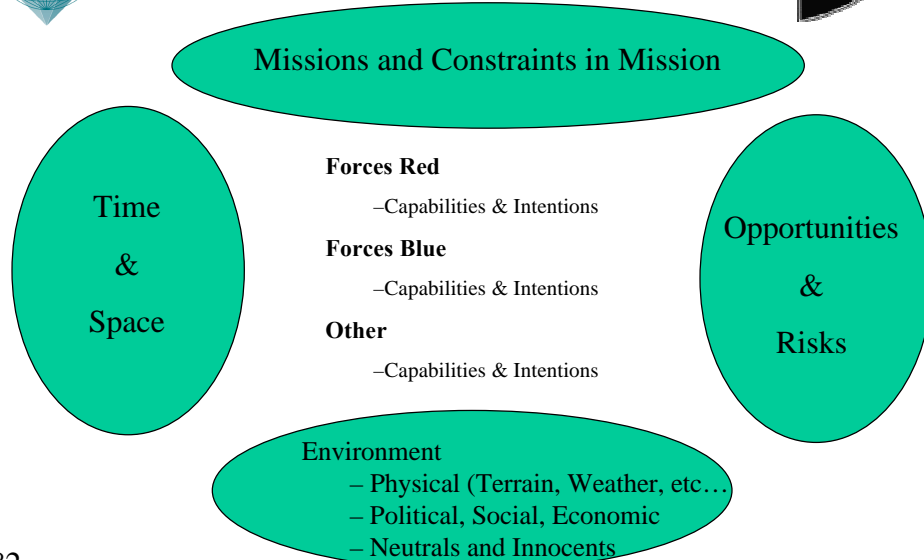 Missions and Constraints in Mission
Time
&
Space
Forces Red
–Capabilities & Intentions
Forces Blue
–Capabilities & Intentions
Other
–Capabilities & Intentions
Opportunities
&
Risks
Environment
– Physical (Terrain, Weather, etc…
– Political, Social, Economic
– Neutrals and Innocents